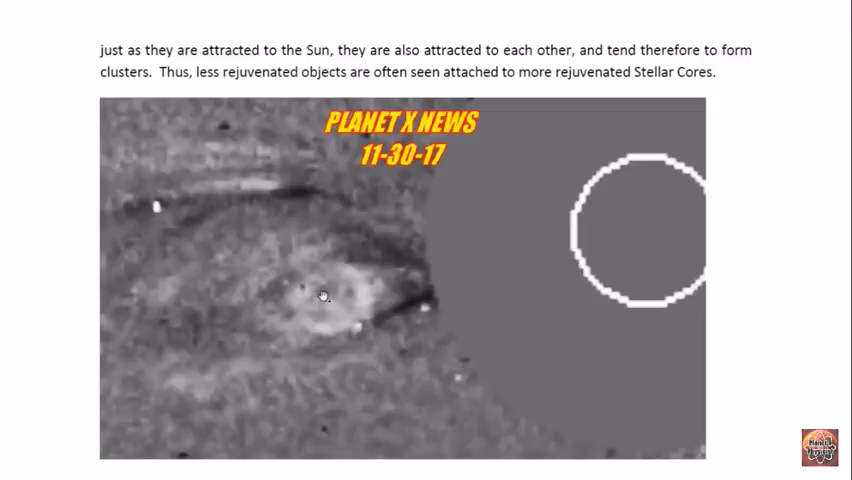 just as they are attracted to the Sun, they are also attracted to each other, and tend therefore to form
clusters.  Thus, less rejuvenated objects are often seen attached to more rejuvenated Stellar Cores.
PLANET X NEWS
11-30-17